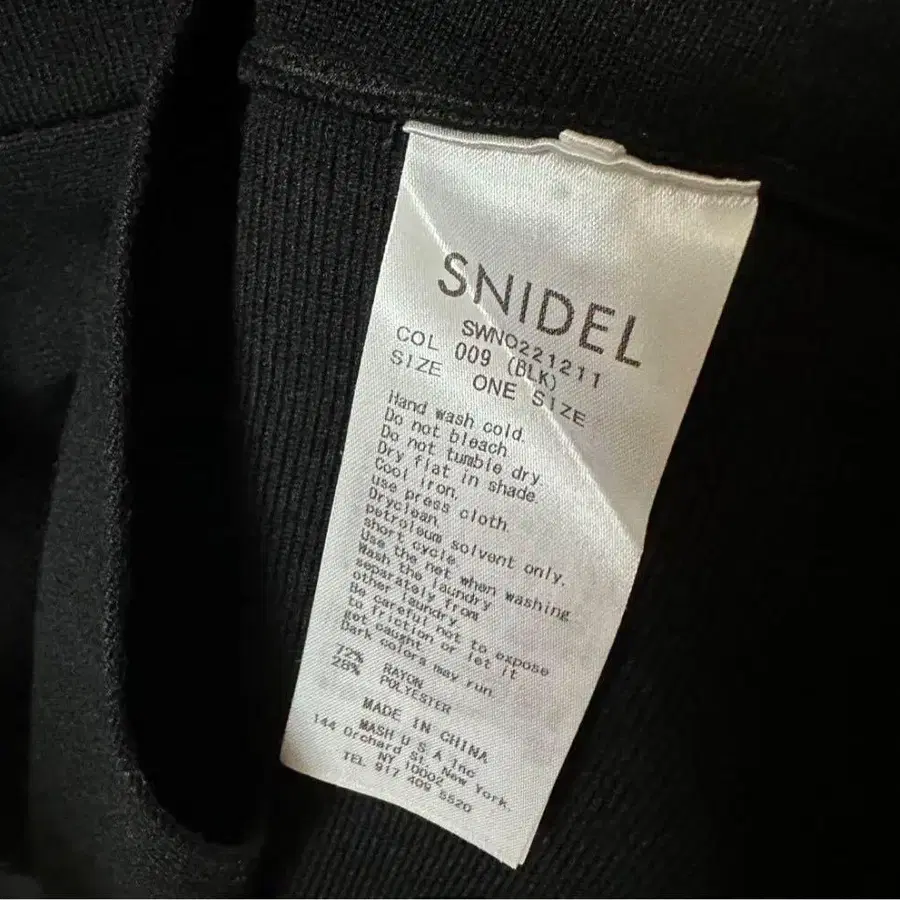 SNIDEL
SWNO221211
COL 009 (BLK)
SIZE ONE SIZE
Hand wash cold.
Do not bleach
Do not tumble dry.
Dry flat in shade.
Cool iron.
use press cloth.
Dryclean.
petroleum solvent only.
short cycle.
Use the net when washing.
Wash the laundry
separately from
other laundry.
Be careful not to expose
to friction or let it
get caught.
Dark colors may run.
72% RAYON
28% POLYESTER
MADE IN CHINA
MASH U S A Inc
144 Orchard St, New York.
NY 10002
TEL 917 409 5520